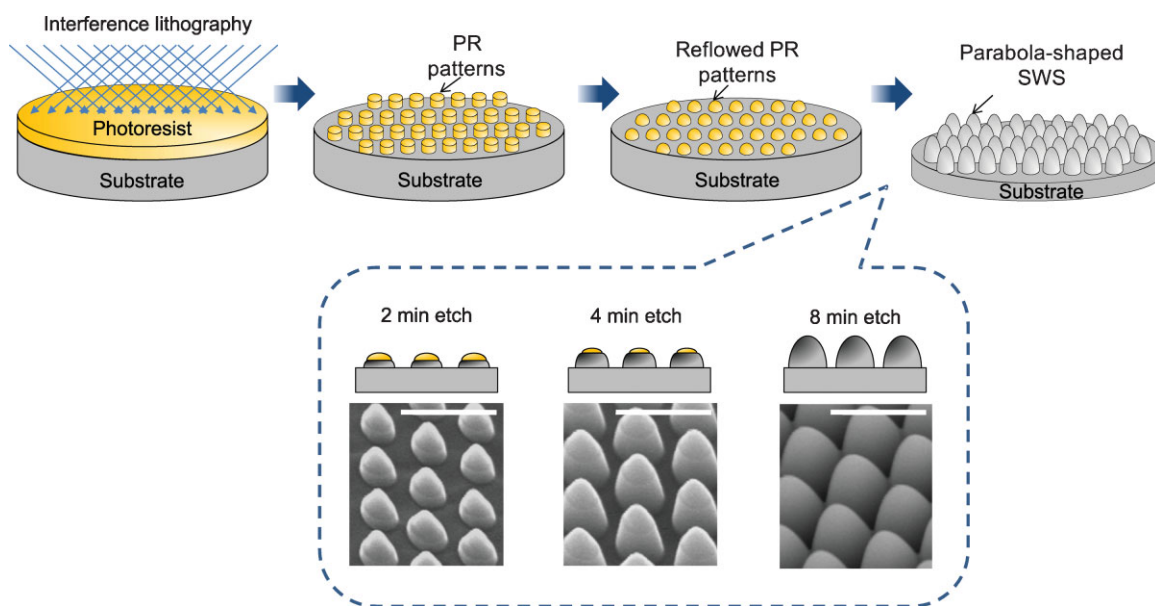 Interference lithography
Photoresist
Substrate
PR
patterns
Substrate
Reflowed PR
patterns
Substrate
Parabola-shaped
SWS
Substrate
2 min etch
4 min etch
8 min etch